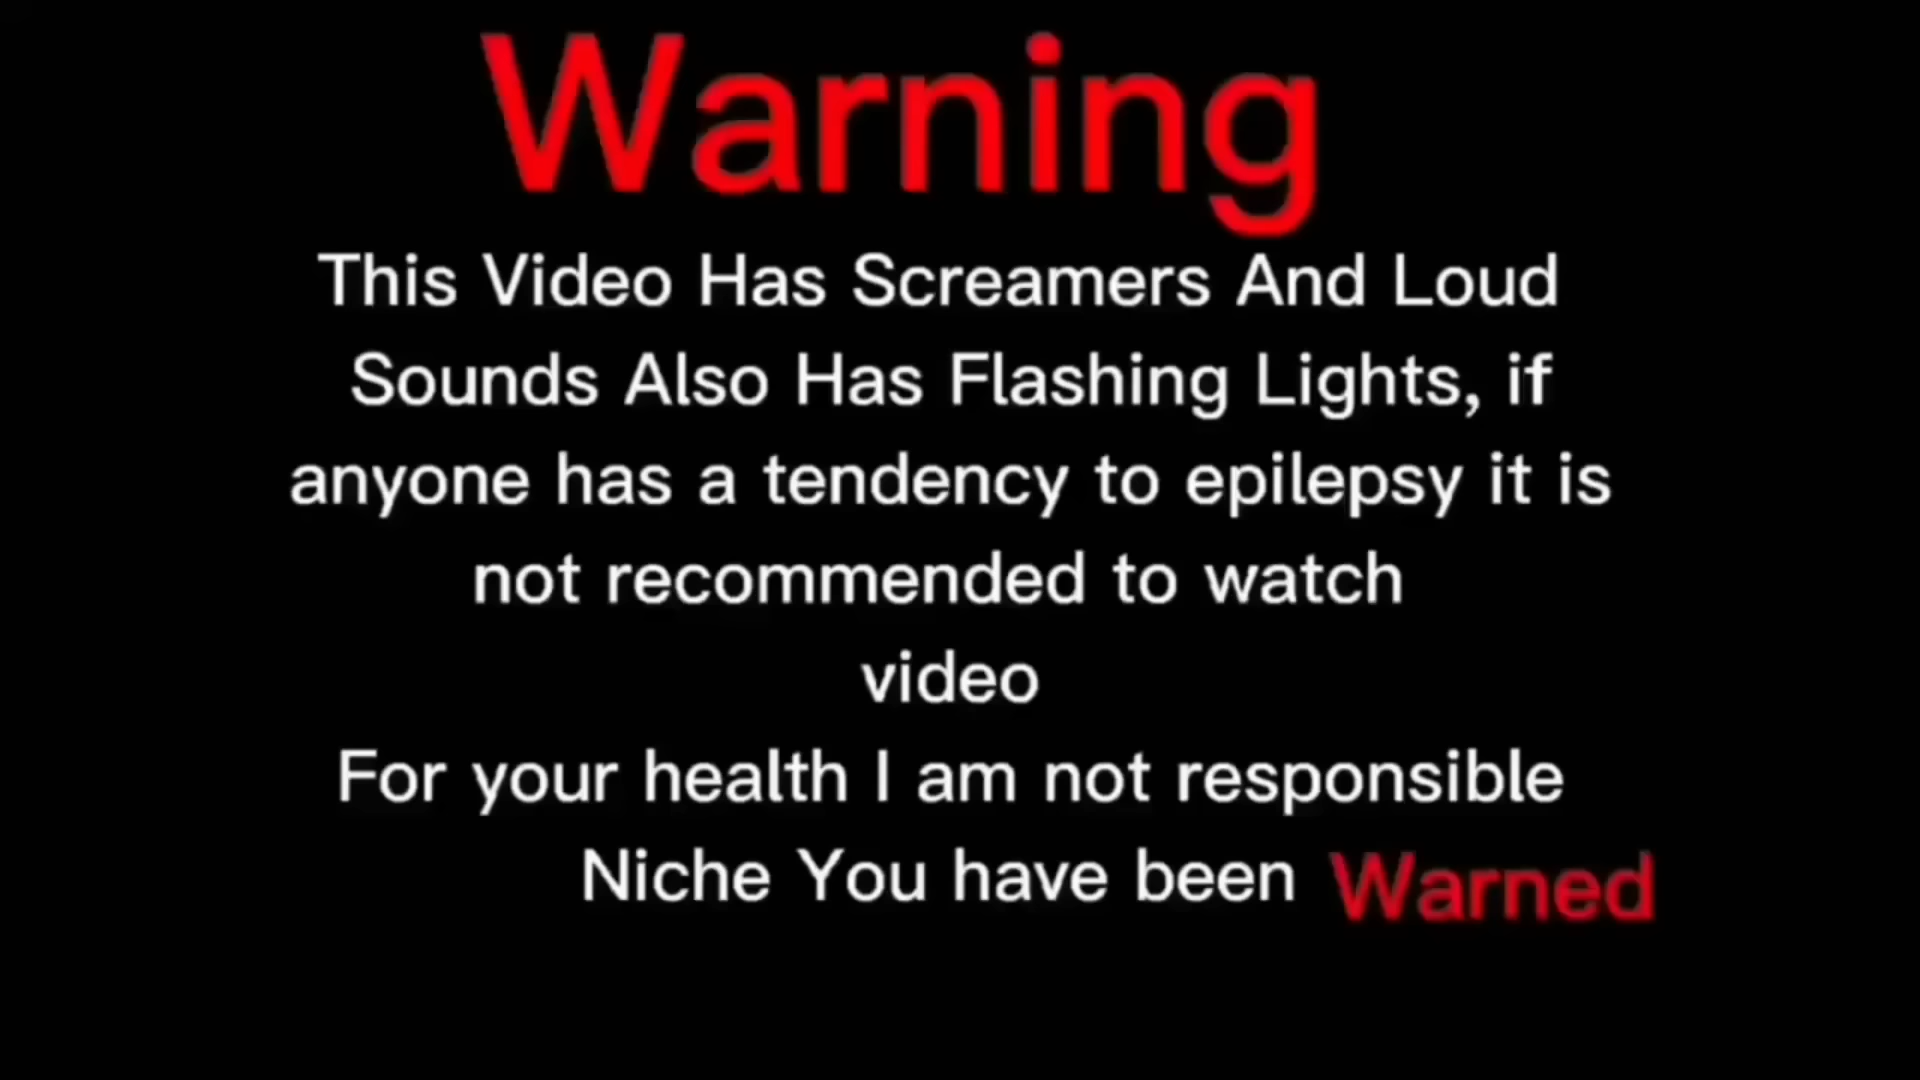 Warning
This Video Has Screamers And Loud
Sounds Also Has Flashing Lights, if
anyone has a tendency to epilepsy it is
not recommended to watch
video
For your health I am not responsible
Niche You have been Warned